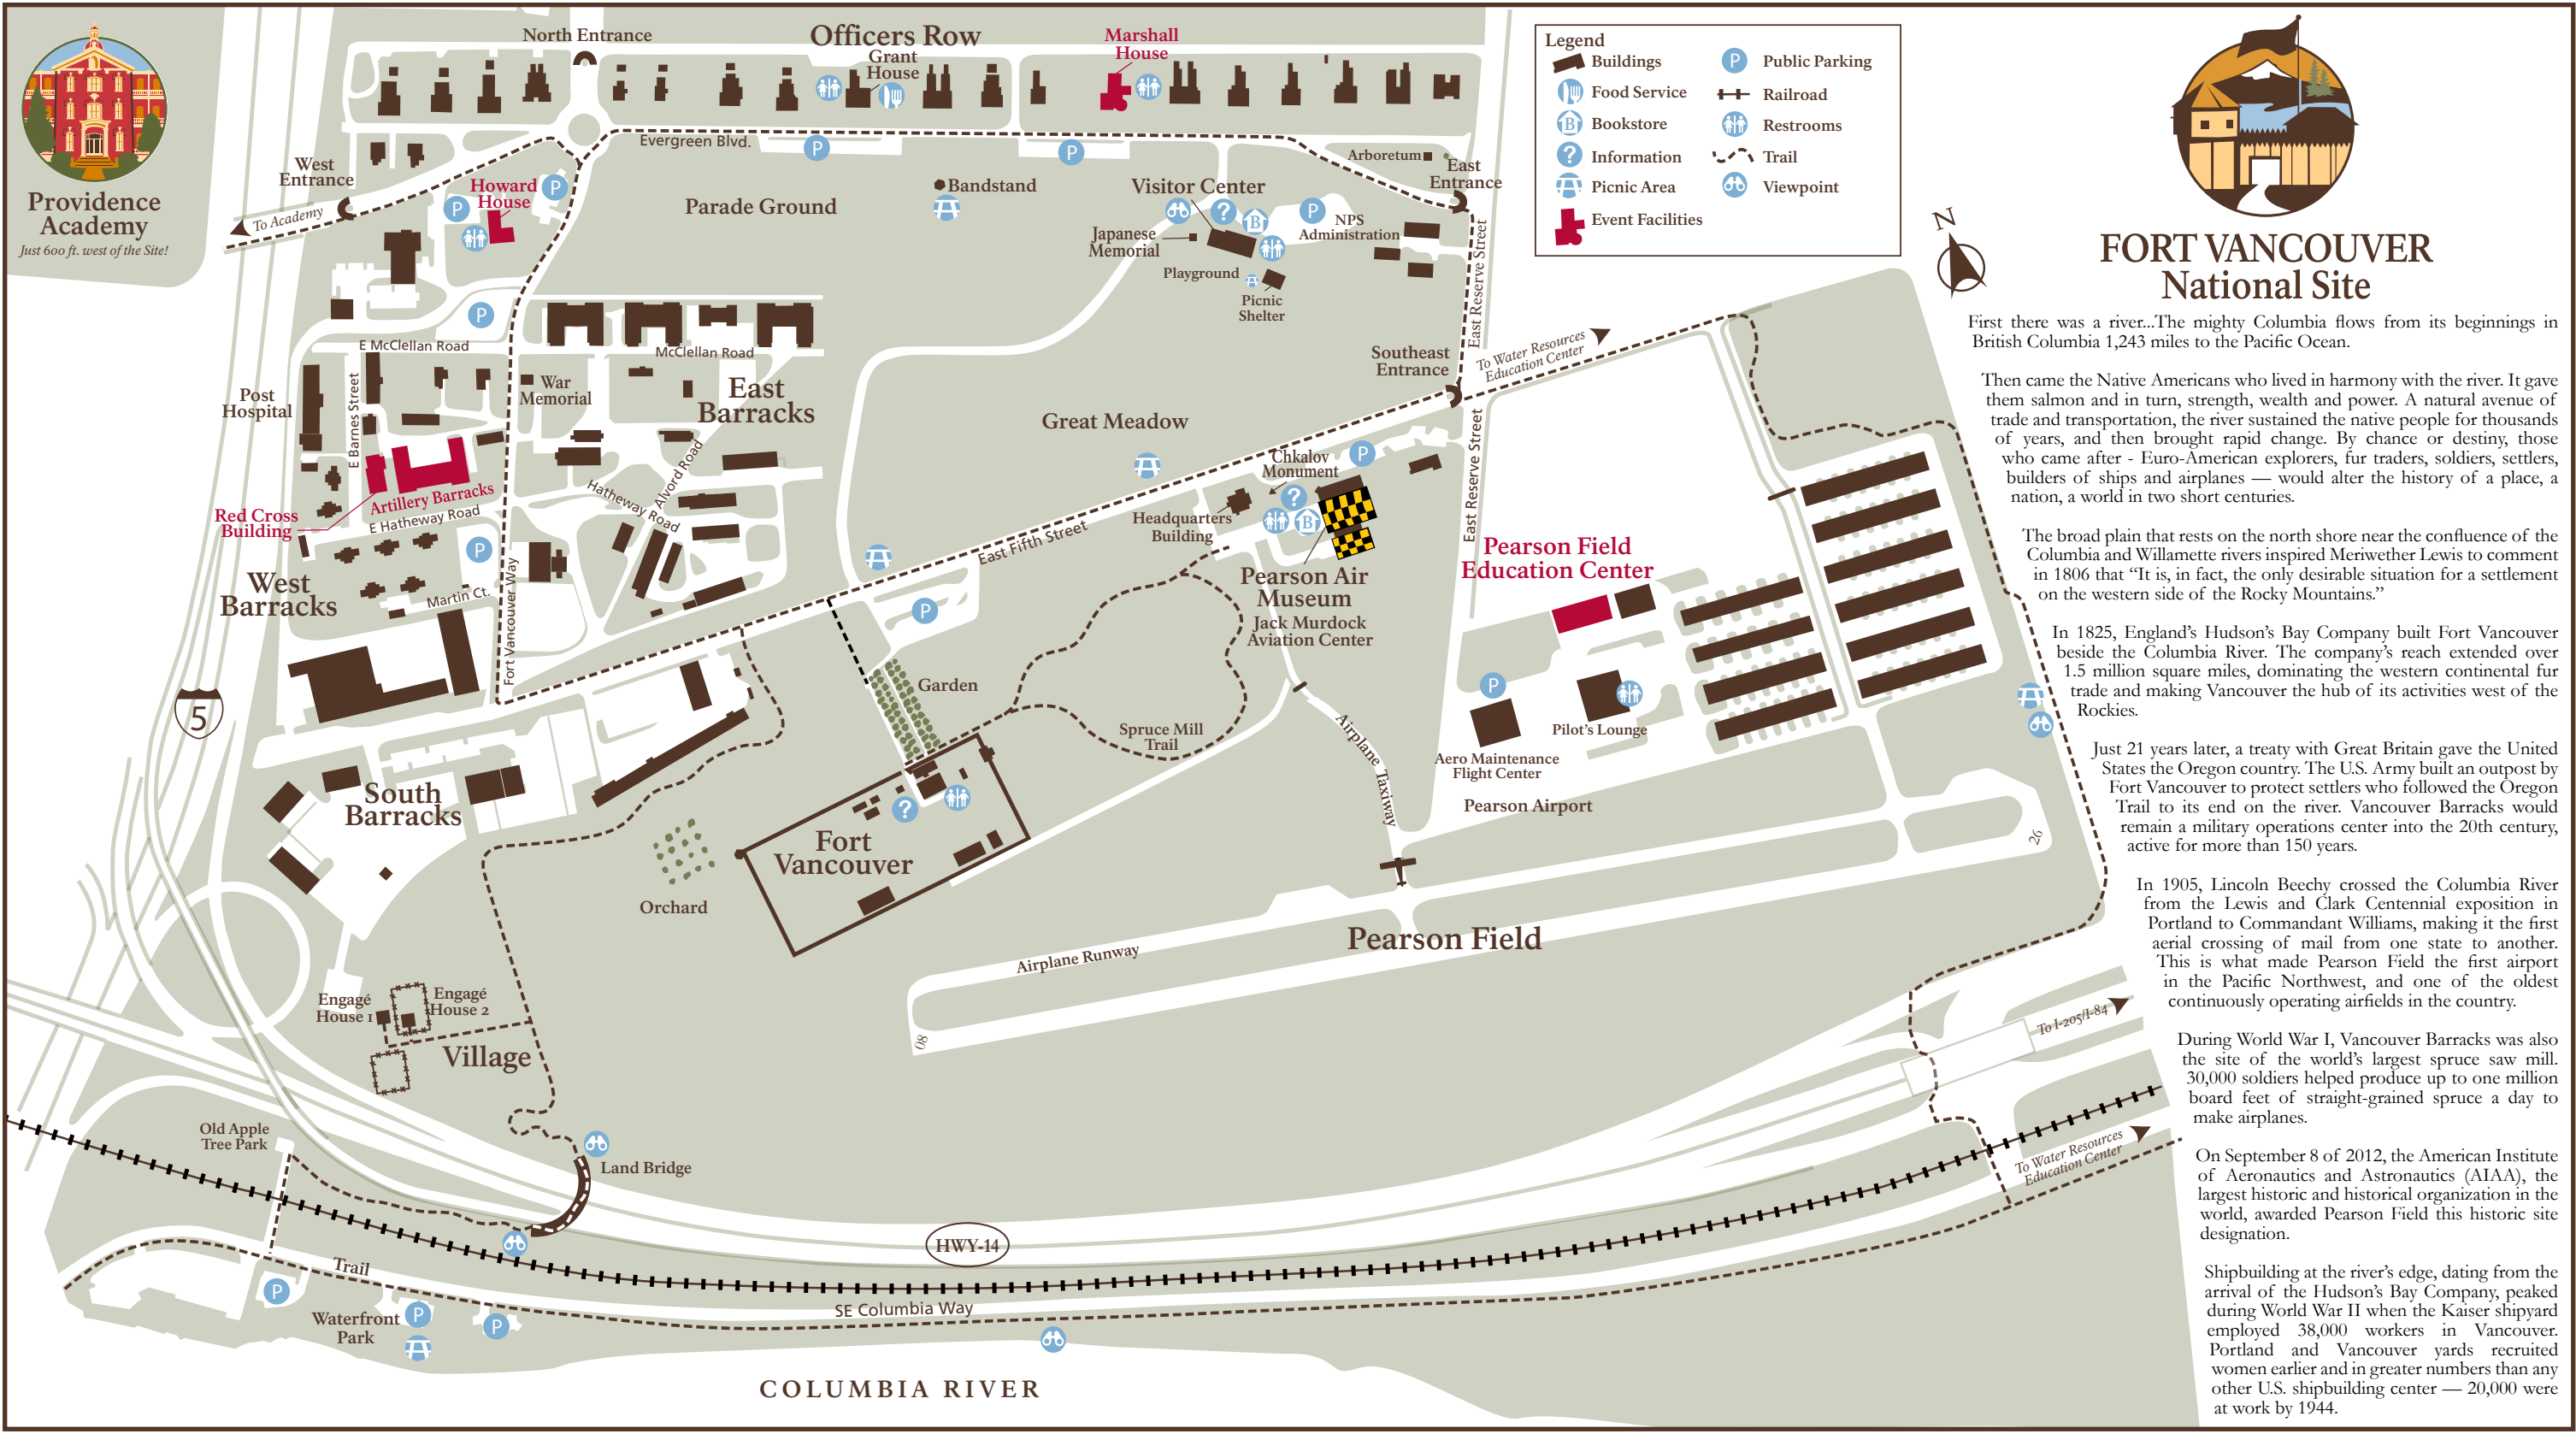 Providence
Academy
Just 600 ft. west of the Site!
North Entrance
Officers Row
Grant
House
Marshall
House
Evergreen Blvd.
P
P
West
Entrance
To Academy
Howard
House
P
P
Parade Ground
Bandstand
Visitor Center
?
B
P
NPS
Administration
Japanese
Memorial
Playground
Picnic
Shelter
Arboretum
East
Entrance
East Reserve Street
Legend
Buildings
Food Service
B
Bookstore
?
Information
Picnic Area
Event Facilities
P
Public Parking
Railroad
Restrooms
Trail
Viewpoint
N
P
E McClellan Road
McClellan Road
Post
Hospital
E Barnes Street
War
Memorial
East
Barracks
Red Cross
Building
Artillery Barracks
E Hatheway Road
Hatheway Road
Alvord Road
P
West
Barracks
Martin Ct.
Fort Vancouver Way
Great Meadow
Southeast
Entrance
To Water Resources
Education Center
East Reserve Street
East Fifth Street
Chkalov
Monument
P
?
B
Headquarters
Building
Pearson Air
Museum
Jack Murdock
Aviation Center
Pearson Field
Education Center
P
Garden
Spruce Mill
Trail
Airplane Taxiway
P
Aero Maintenance
Flight Center
Pilot's Lounge
Pearson Airport
5
South
Barracks
Fort
Vancouver
?
Orchard
Airplane Runway
08
26
Pearson Field
Engagé
House 1
Engagé
House 2
Village
Old Apple
Tree Park
Land Bridge
HWY-14
Trail
SE Columbia Way
P
Waterfront
Park
P
P
COLUMBIA RIVER
To I-205/I-84
To Water Resources
Education Center
FORT VANCOUVER
National Site
First there was a river...The mighty Columbia flows from its beginnings in
British Columbia 1,243 miles to the Pacific Ocean.
Then came the Native Americans who lived in harmony with the river. It gave
them salmon and in turn, strength, wealth and power. A natural avenue of
trade and transportation, the river sustained the native people for thousands
of years, and then brought rapid change. By chance or destiny, those
who came after - Euro-American explorers, fur traders, soldiers, settlers,
builders of ships and airplanes — would alter the history of a place, a
nation, a world in two short centuries.
The broad plain that rests on the north shore near the confluence of the
Columbia and Willamette rivers inspired Meriwether Lewis to comment
in 1806 that “It is, in fact, the only desirable situation for a settlement
on the western side of the Rocky Mountains.”
In 1825, England's Hudson's Bay Company built Fort Vancouver
beside the Columbia River. The company's reach extended over
1.5 million square miles, dominating the western continental fur
trade and making Vancouver the hub of its activities west of the
Rockies.
Just 21 years later, a treaty with Great Britain gave the United
States the Oregon country. The U.S. Army built an outpost by
Fort Vancouver to protect settlers who followed the Oregon
Trail to its end on the river. Vancouver Barracks would
remain a military operations center into the 20th century,
active for more than 150 years.
In 1905, Lincoln Beechy crossed the Columbia River
from the Lewis and Clark Centennial exposition in
Portland to Commandant Williams, making it the first
aerial crossing of mail from one state to another.
This is what made Pearson Field the first airport
in the Pacific Northwest, and one of the oldest
continuously operating airfields in the country.
During World War I, Vancouver Barracks was also
the site of the world's largest spruce saw mill.
30,000 soldiers helped produce up to one million
board feet of straight-grained spruce a day to
make airplanes.
On September 8 of 2012, the American Institute
of Aeronautics and Astronautics (AIAA), the
largest historic and historical organization in the
world, awarded Pearson Field this historic site
designation.
Shipbuilding at the river's edge, dating from the
arrival of the Hudson's Bay Company, peaked
during World War II when the Kaiser shipyard
employed 38,000 workers in Vancouver.
Portland and Vancouver yards recruited
women earlier and in greater numbers than any
other U.S. shipbuilding center — 20,000 were
at work by 1944.